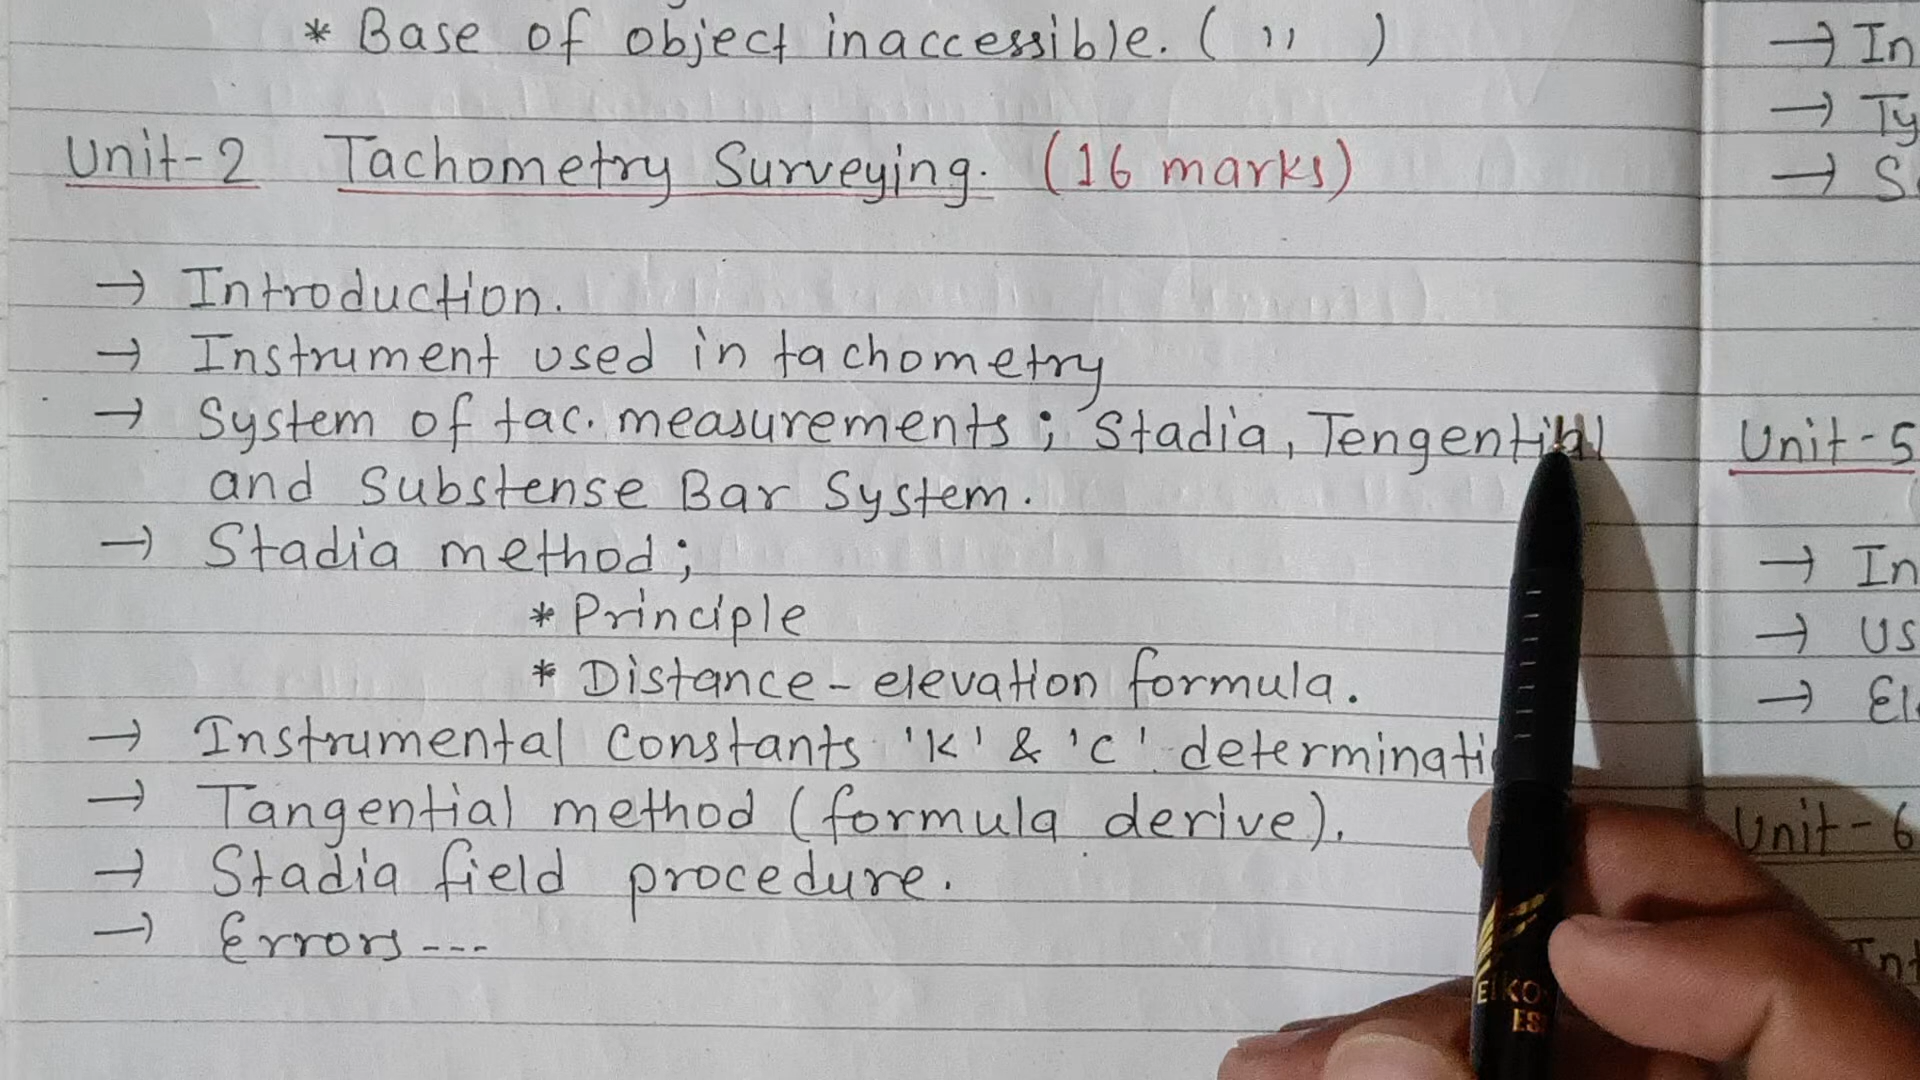 * Base of object inaccessible. ( ,, )
Unit-2 Tachometry Surveying. (16 marks)
→ Introduction.
→ Instrument used in tachometry
→ System of tac. measurements ; Stadia, Tengential
and Substense Bar System.
→ Stadia method ;
* Principle
* Distance - elevation formula.
→ Instrumental Constants 'K' & 'C' determinati
→ Tangential method (formula derive).
→ Stadia field procedure.
→ Errors ---
→ In
→ Ty
→ S
Unit-5
→ In
→ Us
→ El
Unit-6
Int